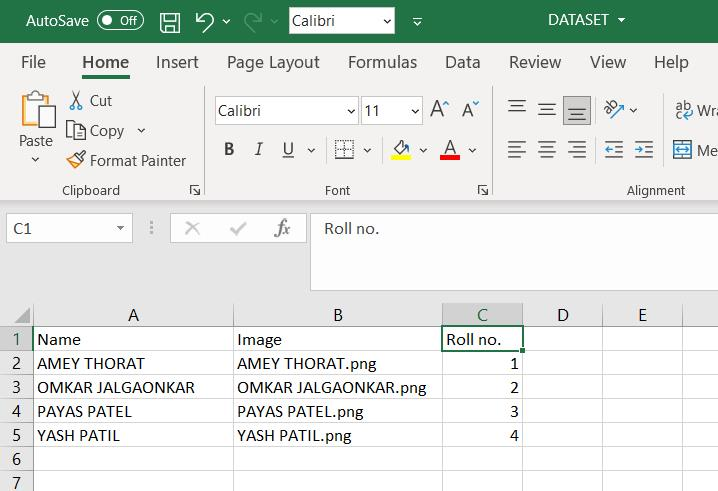 AutoSave Off Calibri DATASET
File Home Insert Page Layout Formulas Data Review View Help
Cut
Copy
Format Painter
Paste
Clipboard
Calibri 11 A A
B I U A
Font
ab
Alignment
C1 fx Roll no.
A B C D E
1 Name Image Roll no.
2 AMEY THORAT AMEY THORAT.png 1
3 OMKAR JALGAONKAR OMKAR JALGAONKAR.png 2
4 PAYAS PATEL PAYAS PATEL.png 3
5 YASH PATIL YASH PATIL.png 4
6
7